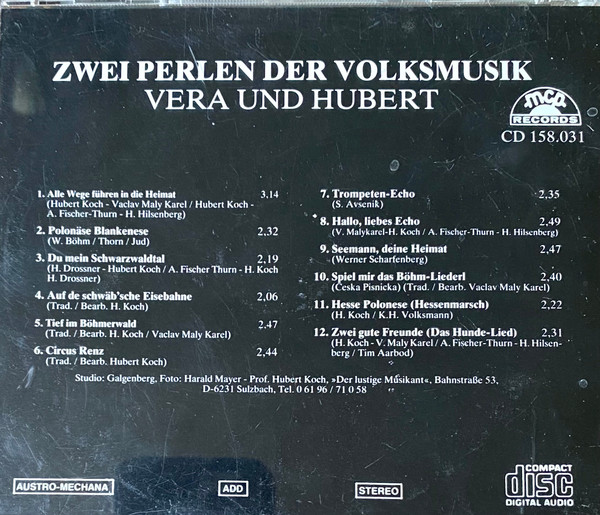 ZWEI PERLEN DER VOLKSMUSIK
VERA UND HUBERT
mca
RECORDS
CD 158.031
1. Alle Wege führen in die Heimat 3,14
(Hubert Koch - Vaclav Maly Karel / Hubert Koch -
A. Fischer-Thurn - H. Hilsenberg)
2. Polonäse Blankenese 2,32
(W. Böhm / Thorn / Jud)
3. Du mein Schwarzwaldtal 2,19
(H. Drossner - Hubert Koch / A. Fischer Thurn - H. Koch
H. Drossner)
4. Auf de schwäb'sche Eisebahne 2,06
(Trad. / Bearb. H. Koch)
5. Tief im Böhmerwald 2,47
(Trad. / Bearb. H. Koch / Vaclav Maly Karel)
6. Circus Renz 2,44
(Trad. / Bearb. Hubert Koch)
7. Trompeten-Echo 2,35
(S. Avsenik)
8. Hallo, liebes Echo 2,49
(V. Malykarel-H. Koch / A. Fischer-Thurn - H. Hilsenberg)
9. Seemann, deine Heimat 2,47
(Werner Scharfenberg)
10. Spiel mir das Böhm-Liederl 2,40
(Česka Pisnicka) (Trad. / Bearb. Vaclav Maly Karel)
11. Hesse Polonese (Hessenmarsch) 2,22
(H. Koch / K.H. Volksmann)
12. Zwei gute Freunde (Das Hunde-Lied) 2,31
(H. Koch - V. Maly Karel / A. Fischer-Thurn - H. Hilsen-
berg / Tim Aarbod)
Studio: Galgenberg, Foto: Harald Mayer - Prof. Hubert Koch, »Der lustige Musikant«, Bahnstraße 53,
D-6231 Sulzbach, Tel. 0 61 96 / 71 0 58
AUSTRO-MECHANA
ADD
STEREO
COMPACT
disc
DIGITAL AUDIO